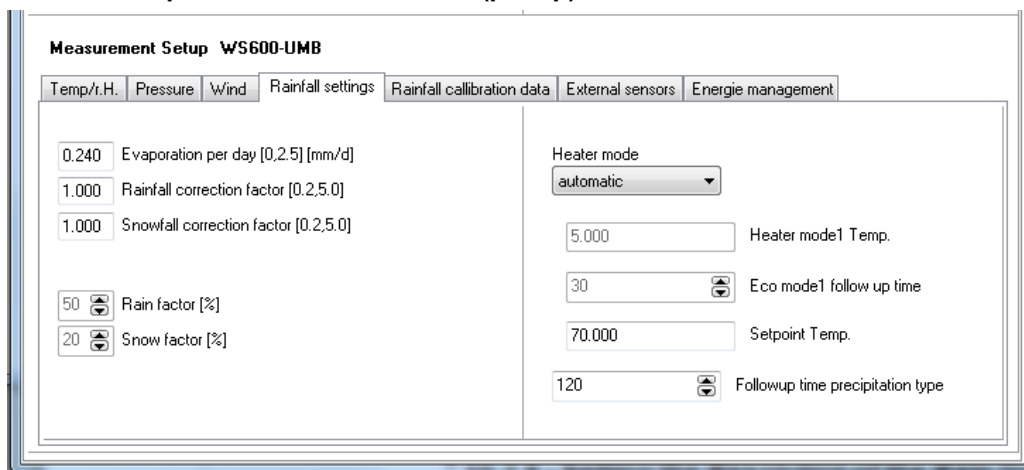 Measurement Setup WS600-UMB
Temp/r.H. Pressure Wind Rainfall settings Rainfall callibration data External sensors Energie management
0.240 Evaporation per day [0,2.5] [mm/d]
1.000 Rainfall correction factor [0.2,5.0]
1.000 Snowfall correction factor [0.2,5.0]
50 Rain factor [%]
20 Snow factor [%]
Heater mode
automatic
5.000 Heater mode1 Temp.
30 Eco mode1 follow up time
70.000 Setpoint Temp.
120 Followup time precipitation type